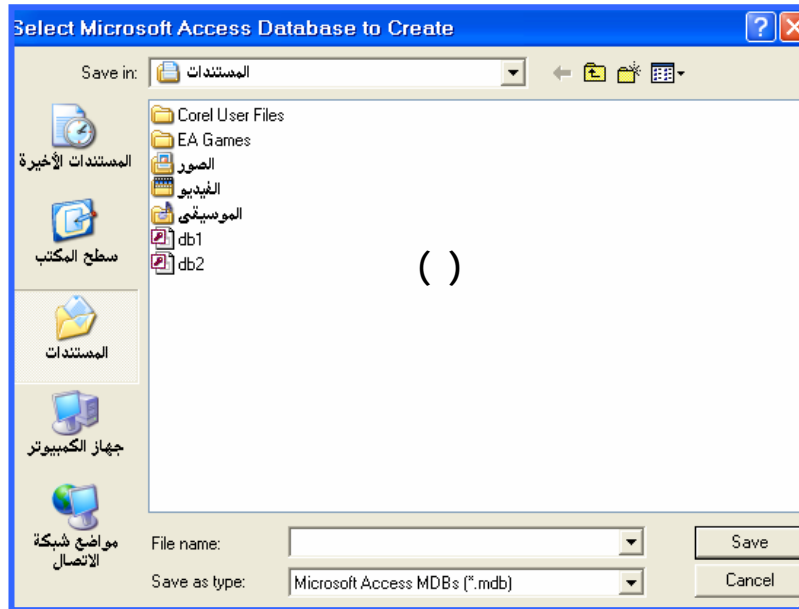 Select Microsoft Access Database to Create
Save in: المستندات
Corel User Files
EA Games
الصور
الفيديو
الموسيقى
db1
db2
( )
المستندات الأخيرة
سطح المكتب
المستندات
جهاز الكمبيوتر
مواضع شبكة
الاتصال
File name:
Save
Save as type: Microsoft Access MDBs (*.mdb)
Cancel